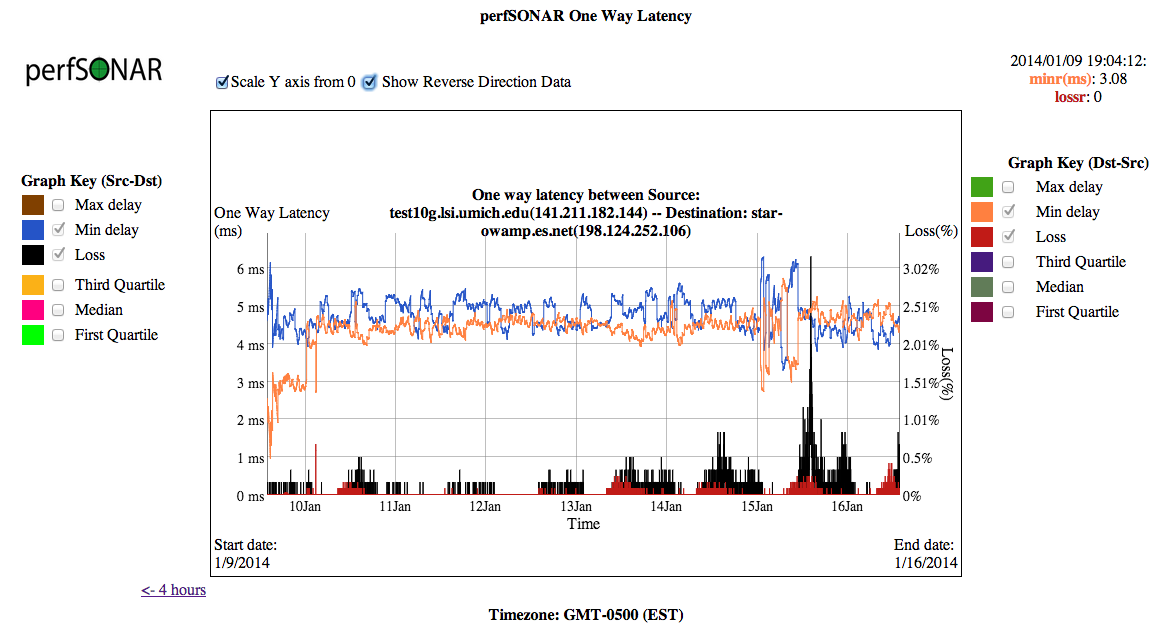 perfSONAR One Way Latency
perfSONAR
Scale Y axis from 0 Show Reverse Direction Data
2014/01/09 19:04:12:
minr(ms): 3.08
lossr: 0
Graph Key (Src-Dst)
Max delay
Min delay
Loss
Third Quartile
Median
First Quartile
One Way Latency
(ms)
One way latency between Source:
test10g.lsi.umich.edu(141.211.182.144) -- Destination: star-
owamp.es.net(198.124.252.106)
Loss(%)
6 ms
5 ms
4 ms
3 ms
2 ms
1 ms
0 ms
3.02%
2.51%
2.01%
1.51%
1.01%
0.5%
0%
Loss(%)
10Jan 11Jan 12Jan 13Jan 14Jan 15Jan 16Jan
Time
Start date:
1/9/2014
End date:
1/16/2014
Graph Key (Dst-Src)
Max delay
Min delay
Loss
Third Quartile
Median
First Quartile
<- 4 hours
Timezone: GMT-0500 (EST)